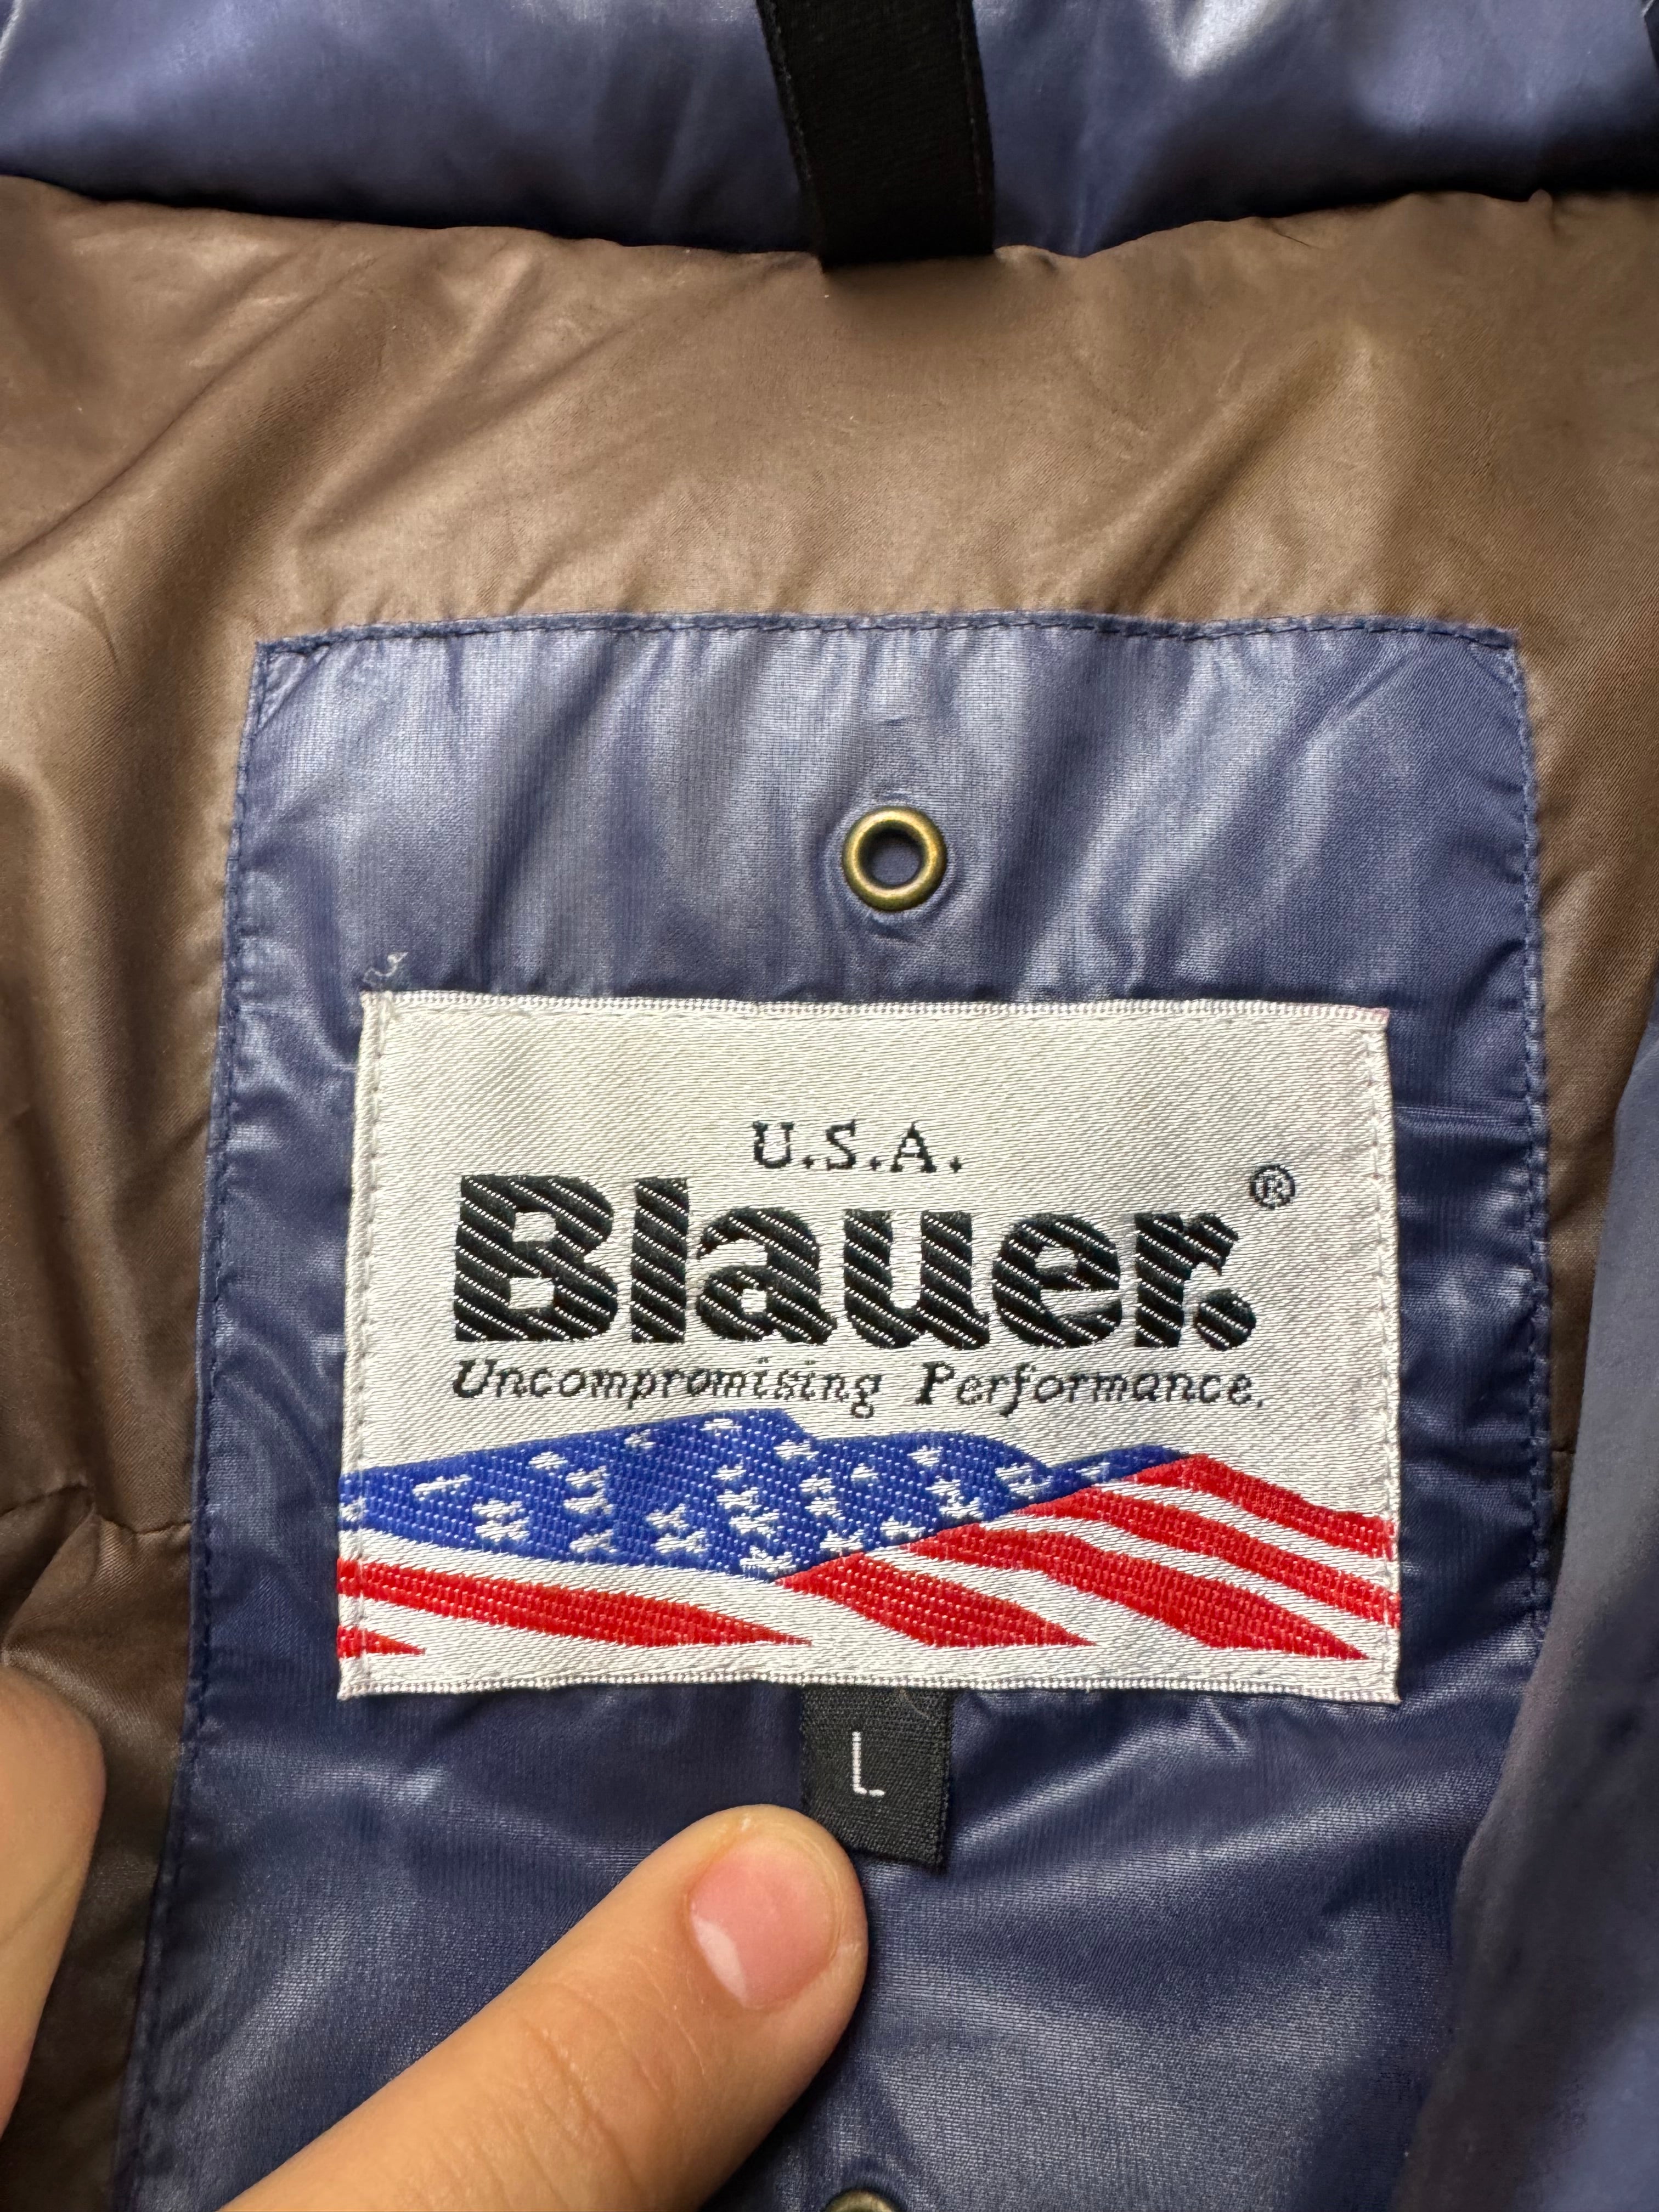 U.S.A.
Blauer.®
Uncompromising Performance.
L